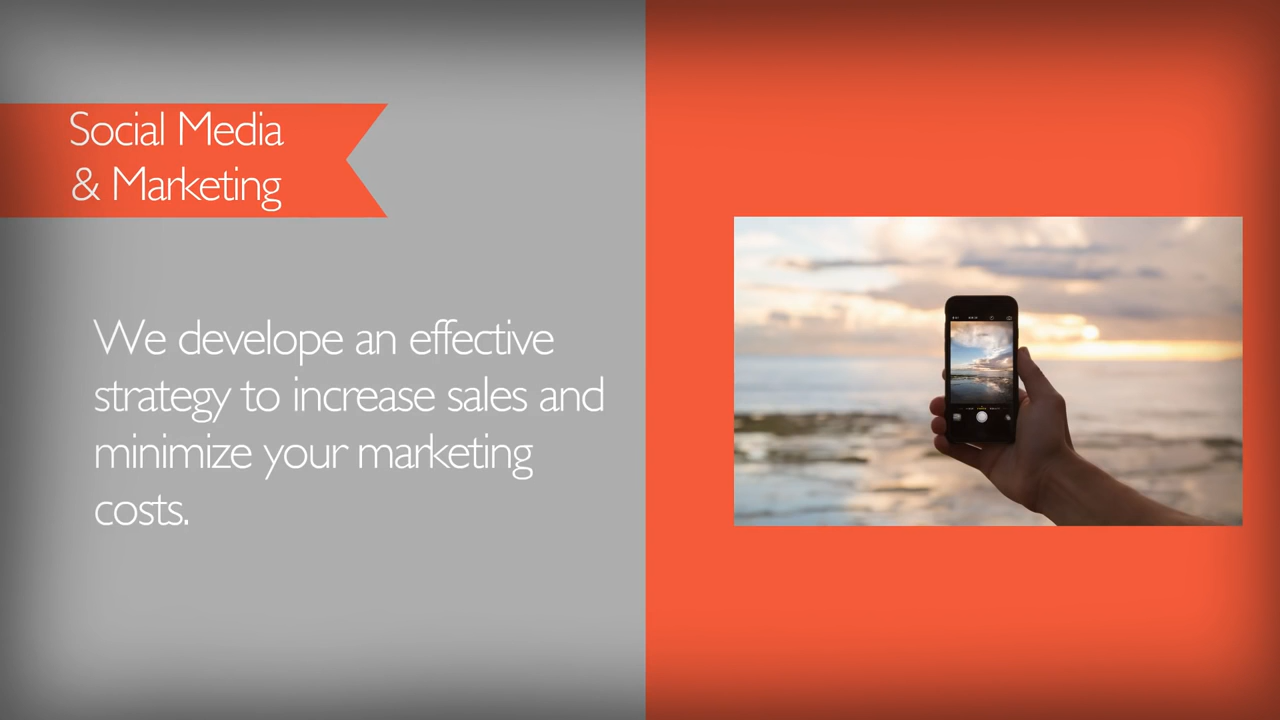 Social Media
& Marketing
We develope an effective
strategy to increase sales and
minimize your marketing
costs.